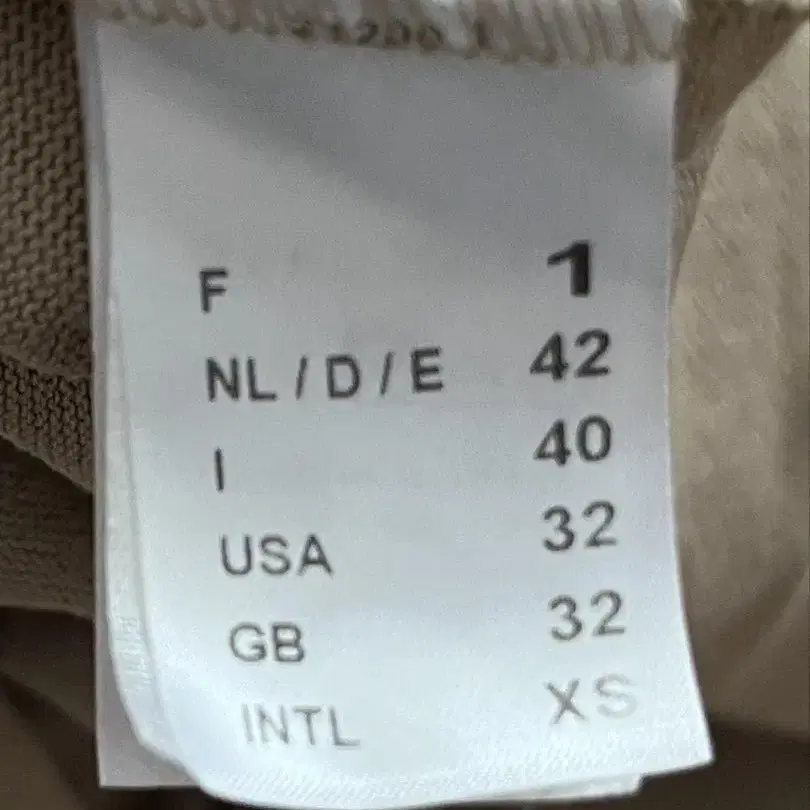 F 1
NL / D / E 42
I 40
USA 32
GB 32
INTL XS